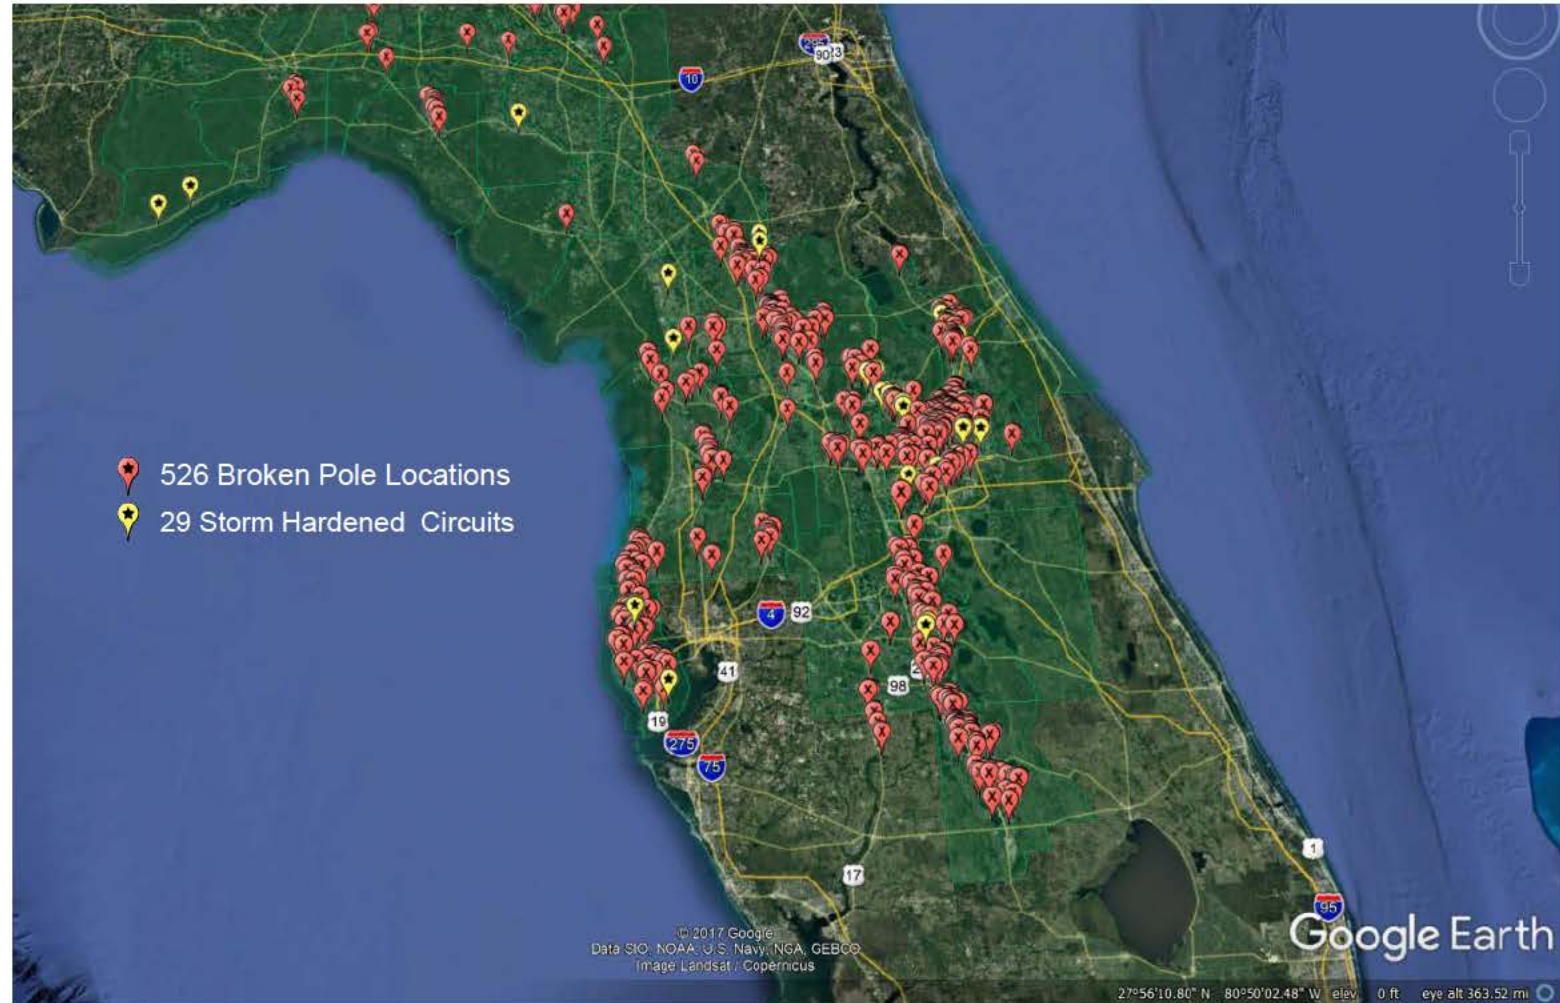 10
90
526 Broken Pole Locations
29 Storm Hardened Circuits
4
92
41
98
19
275
75
1
17
95
Google Earth
© 2017 Google
Data SIO, NOAA, U.S. Navy, NGA, GEBCO
Image Landsat / Copernicus
27°56'10.80" N 80°50'02.48" W elev 0 ft eye alt 363.52 mi